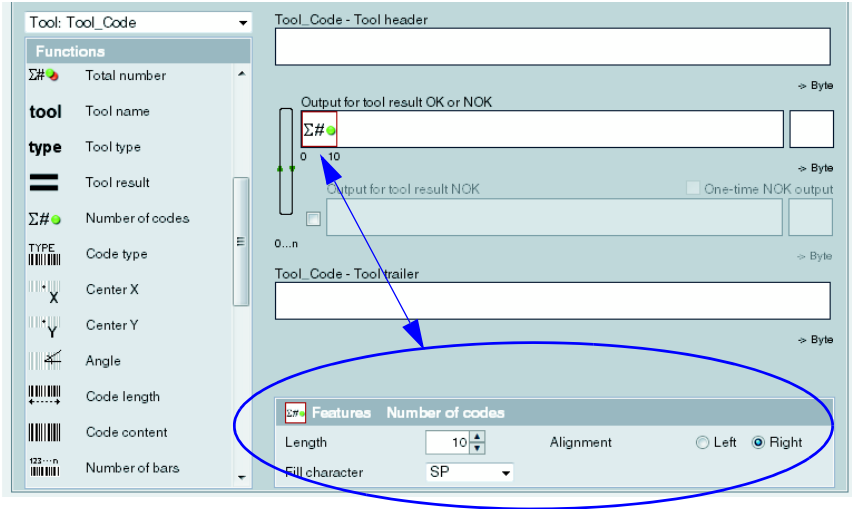 Tool: Tool_Code
Functions
Σ# Total number
tool Tool name
type Tool type
Tool result
Σ# Number of codes
TYPE Code type
X Center X
Y Center Y
Angle
Code length
Code content
123···n Number of bars
Tool_Code - Tool header
-> Byte
Output for tool result OK or NOK
Σ#
0 10
-> Byte
Output for tool result NOK One-time NOK output
0...n
-> Byte
Tool_Code - Tool trailer
-> Byte
Σ# Features Number of codes
Length 10 Alignment Left Right
Fill character SP